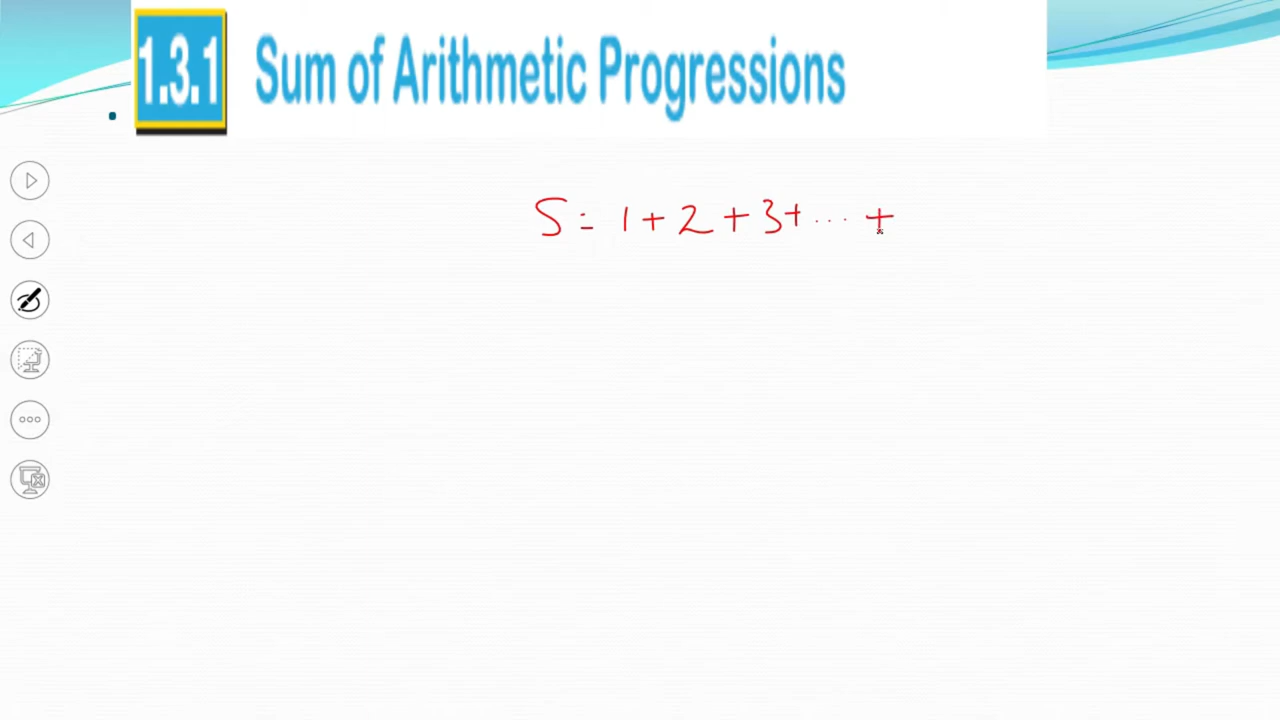 1.3.1 Sum of Arithmetic Progressions
S = 1 + 2 + 3 + ... +